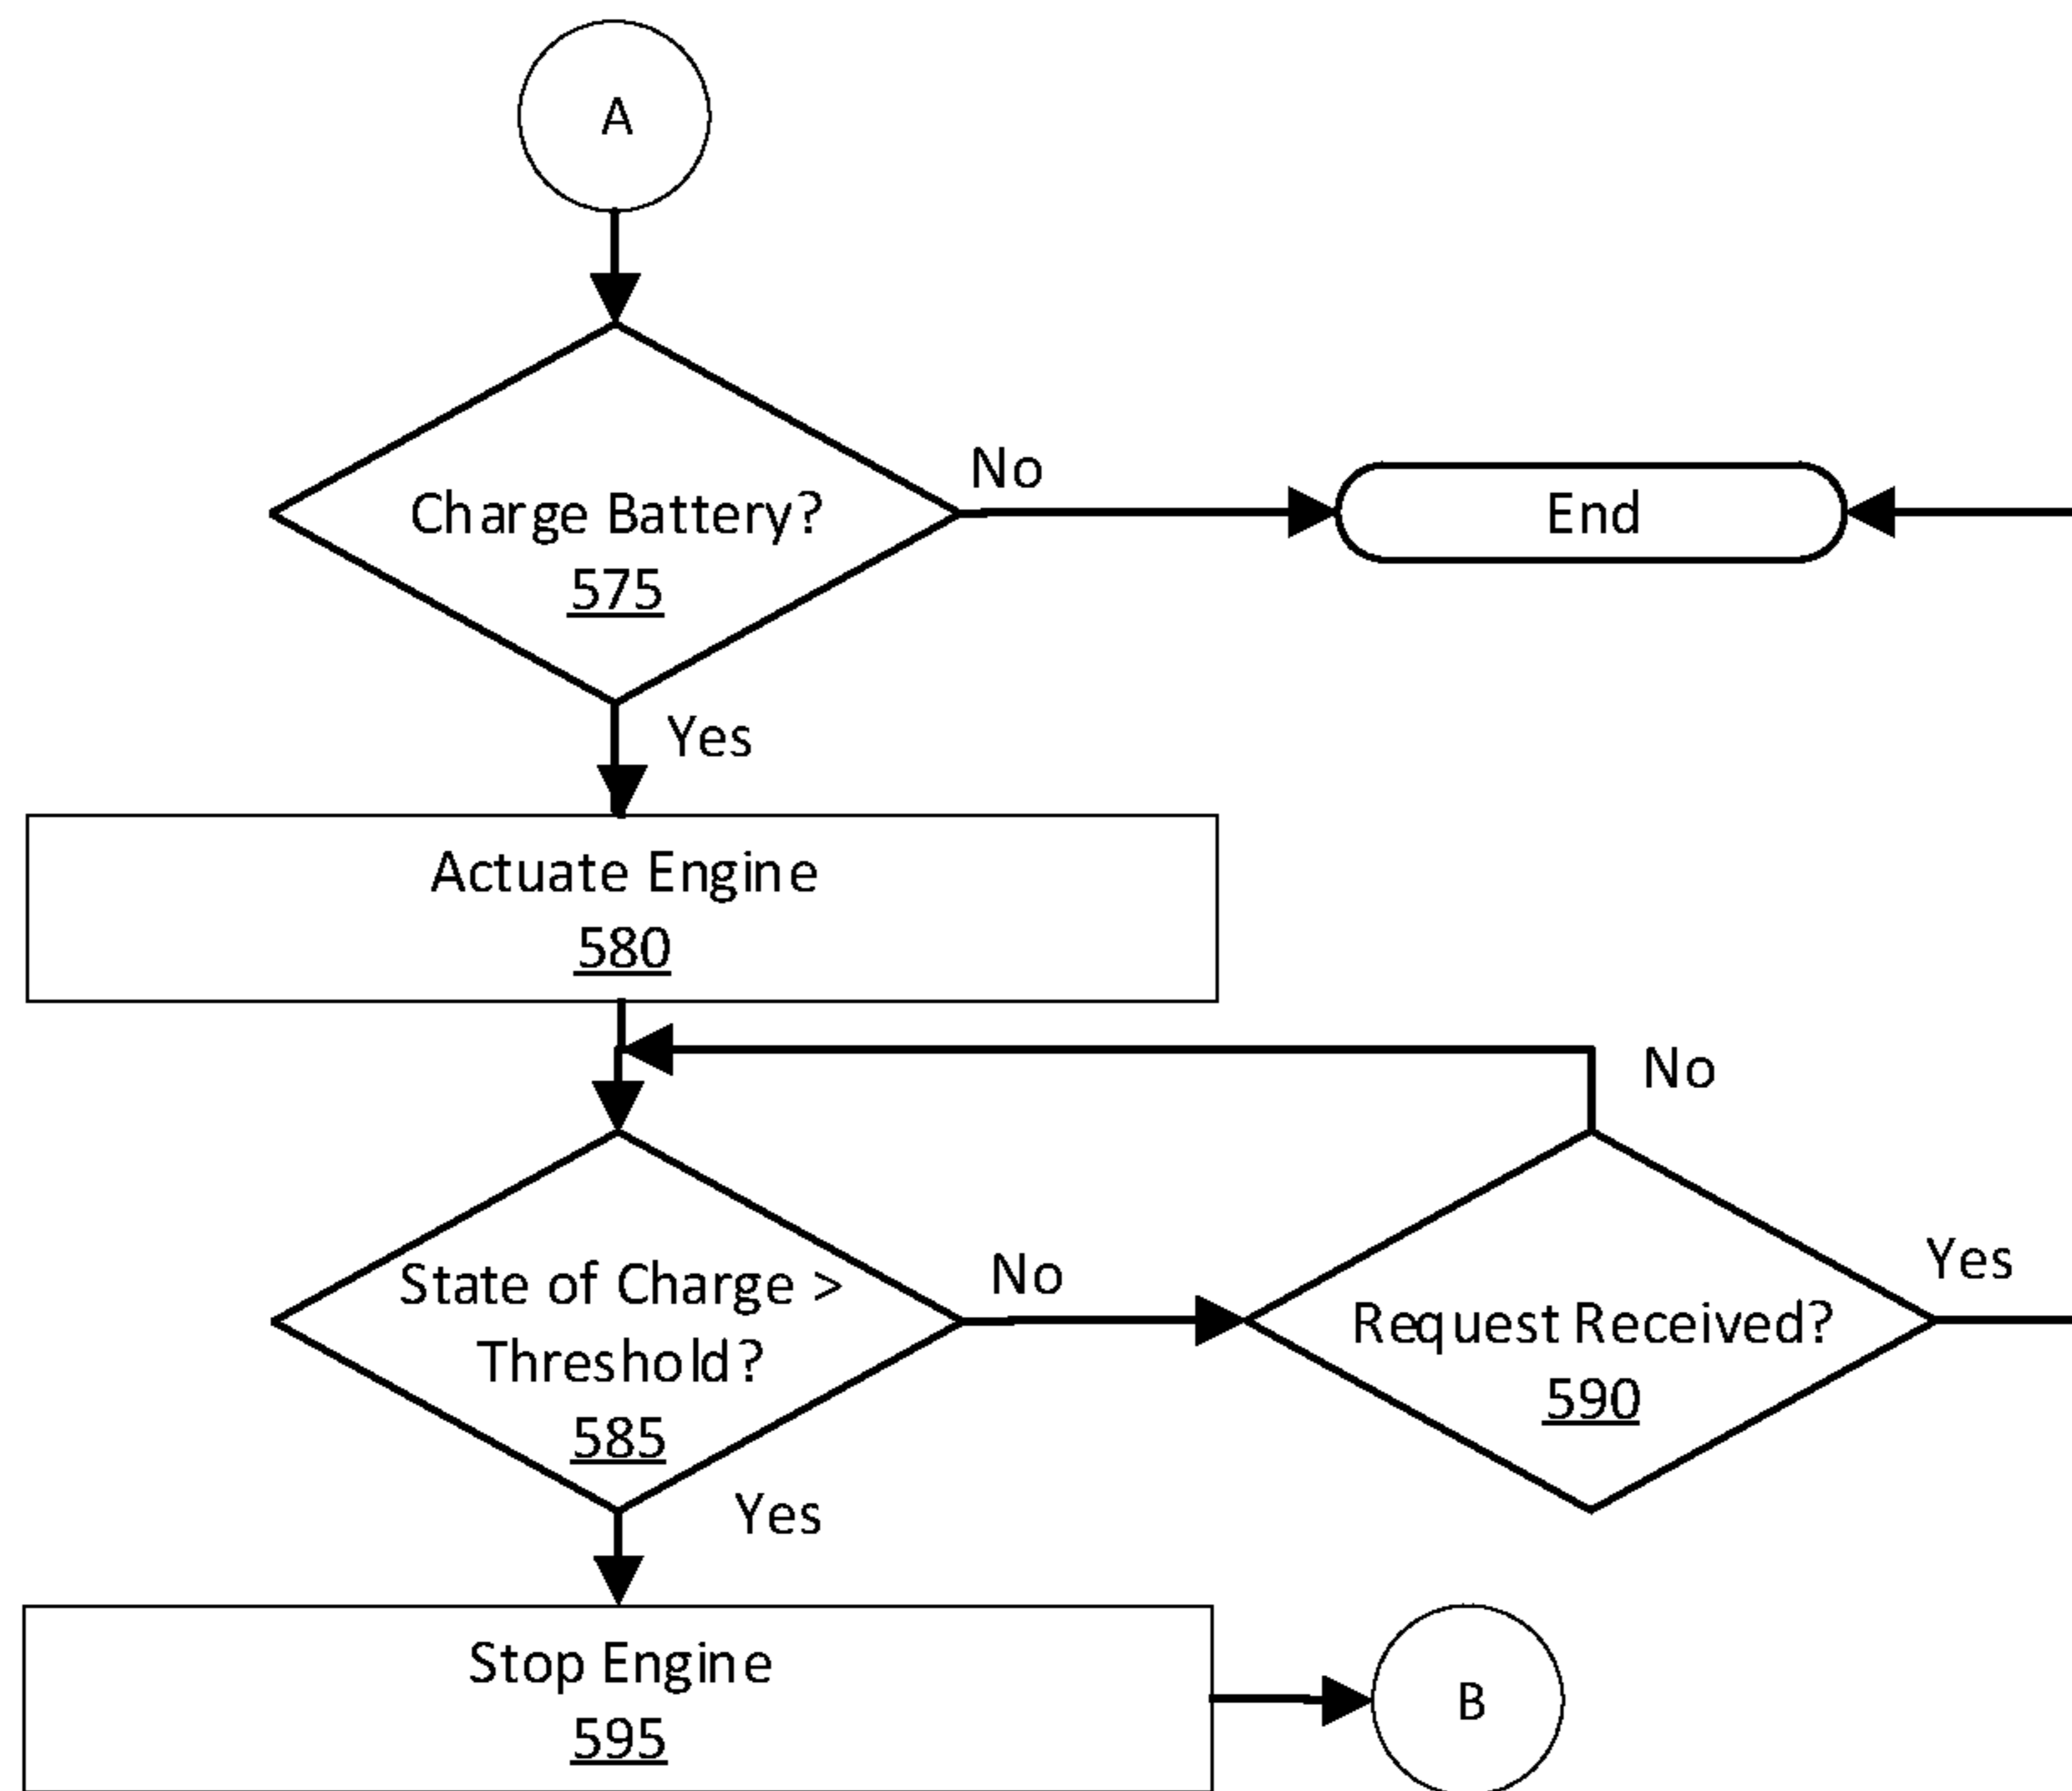 A
Charge Battery?
575
No
End
Yes
Actuate Engine
580
No
State of Charge >
Threshold?
585
No
Request Received?
590
Yes
Yes
Stop Engine
595
B